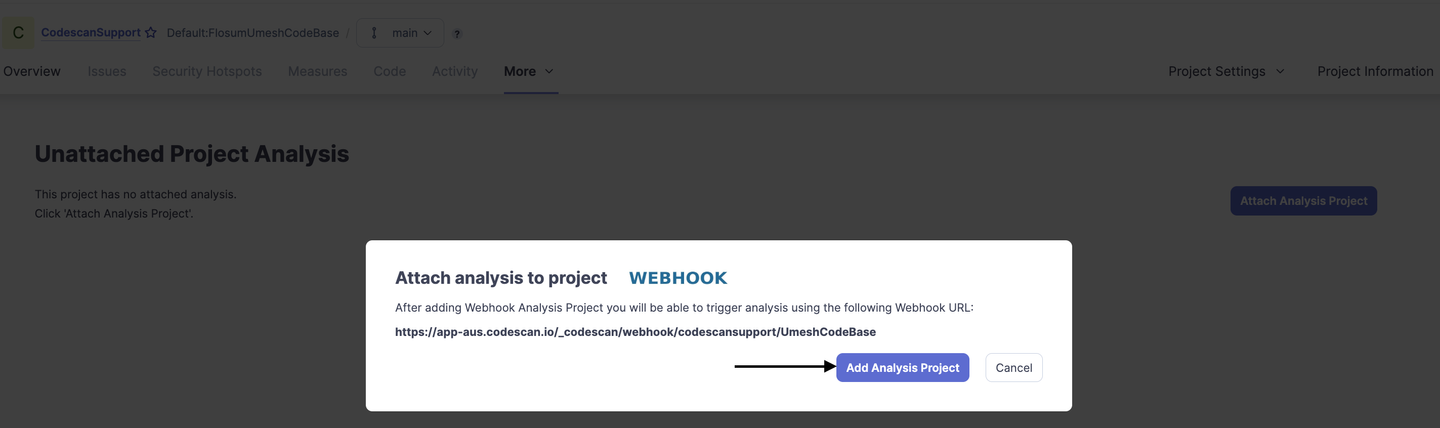 C CodescanSupport Default:FlosumUmeshCodeBase / main ?
Overview Issues Security Hotspots Measures Code Activity More Project Settings Project Information
Unattached Project Analysis
This project has no attached analysis.
Click 'Attach Analysis Project'.
Attach Analysis Project
Attach analysis to project WEBHOOK
After adding Webhook Analysis Project you will be able to trigger analysis using the following Webhook URL:
https://app-aus.codescan.io/_codescan/webhook/codescansupport/UmeshCodeBase
Add Analysis Project Cancel